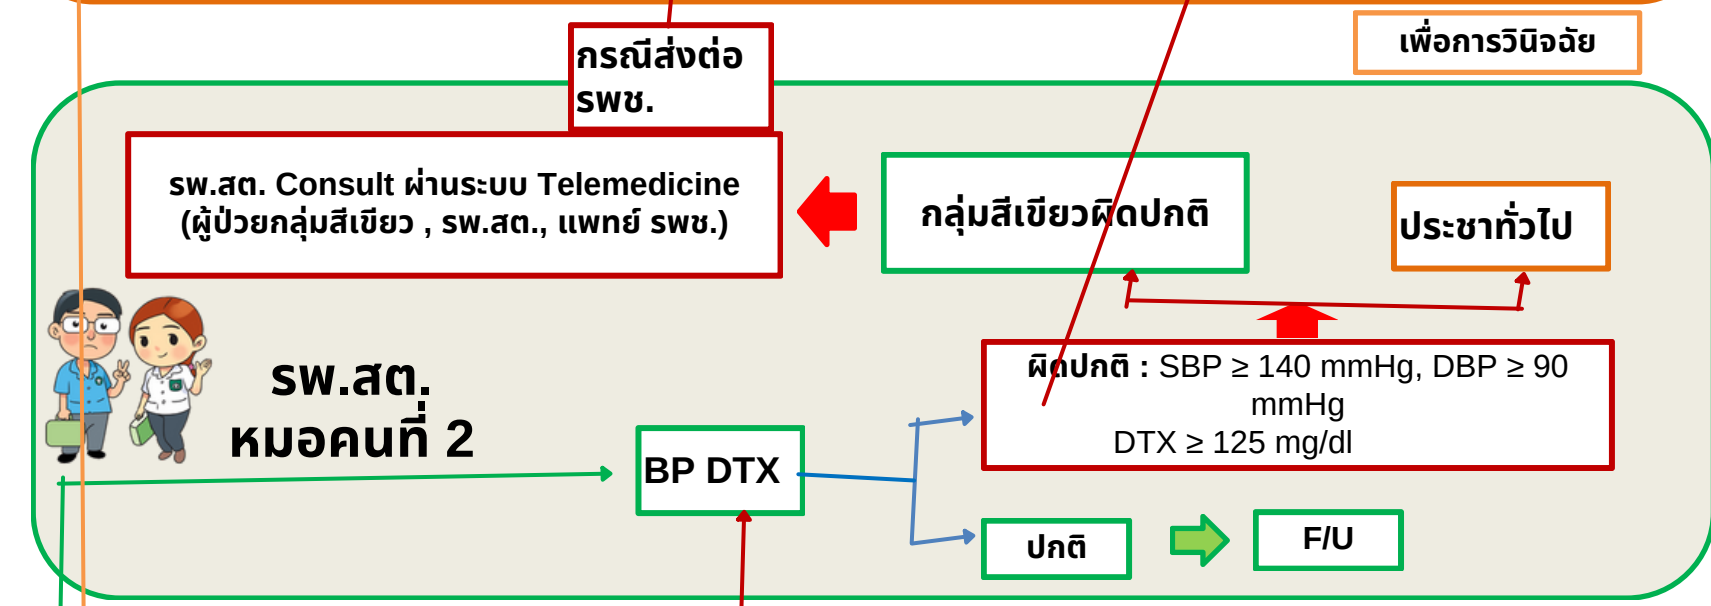 เพื่อการวินิจฉัย
กรณีส่งต่อ
รพช.
รพ.สต. Consult ผ่านระบบ Telemedicine
(ผู้ป่วยกลุ่มสีเขียว , รพ.สต., แพทย์ รพช.)
กลุ่มสีเขียวผิดปกติ
ประชาทั่วไป
รพ.สต.
หมอคนที่ 2
BP DTX
ผิดปกติ : SBP ≥ 140 mmHg, DBP ≥ 90
mmHg
DTX ≥ 125 mg/dl
ปกติ
F/U